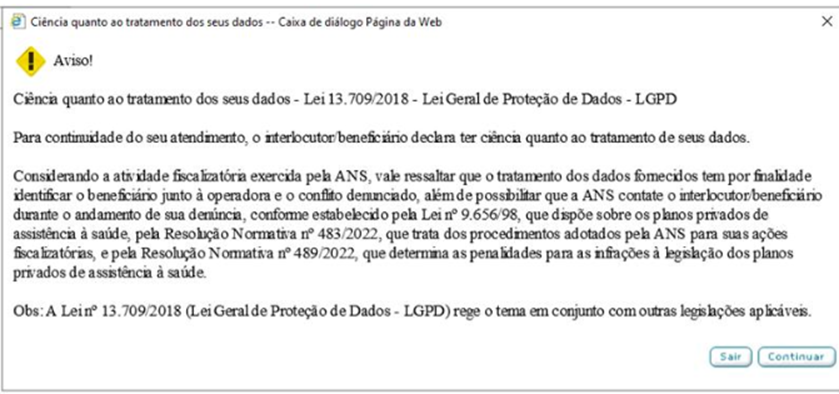 Ciência quanto ao tratamento dos seus dados -- Caixa de diálogo Página da Web
Aviso!
Ciência quanto ao tratamento dos seus dados - Lei 13.709/2018 - Lei Geral de Proteção de Dados - LGPD
Para continuidade do seu atendimento, o interlocutor/beneficiário declara ter ciência quanto ao tratamento de seus dados.
Considerando a atividade fiscalizatória exercida pela ANS, vale ressaltar que o tratamento dos dados fornecidos tem por finalidade
identificar o beneficiário junto à operadora e o conflito denunciado, além de possibilitar que a ANS contate o interlocutor/beneficiário
durante o andamento de sua denúncia, conforme estabelecido pela Lei nº 9.656/98, que dispõe sobre os planos privados de
assistência à saúde, pela Resolução Normativa nº 483/2022, que trata dos procedimentos adotados pela ANS para suas ações
fiscalizatórias, e pela Resolução Normativa nº 489/2022, que determina as penalidades para as infrações à legislação dos planos
privados de assistência à saúde.
Obs: A Lei nº 13.709/2018 (Lei Geral de Proteção de Dados - LGPD) rege o tema em conjunto com outras legislações aplicáveis.
Sair Continuar